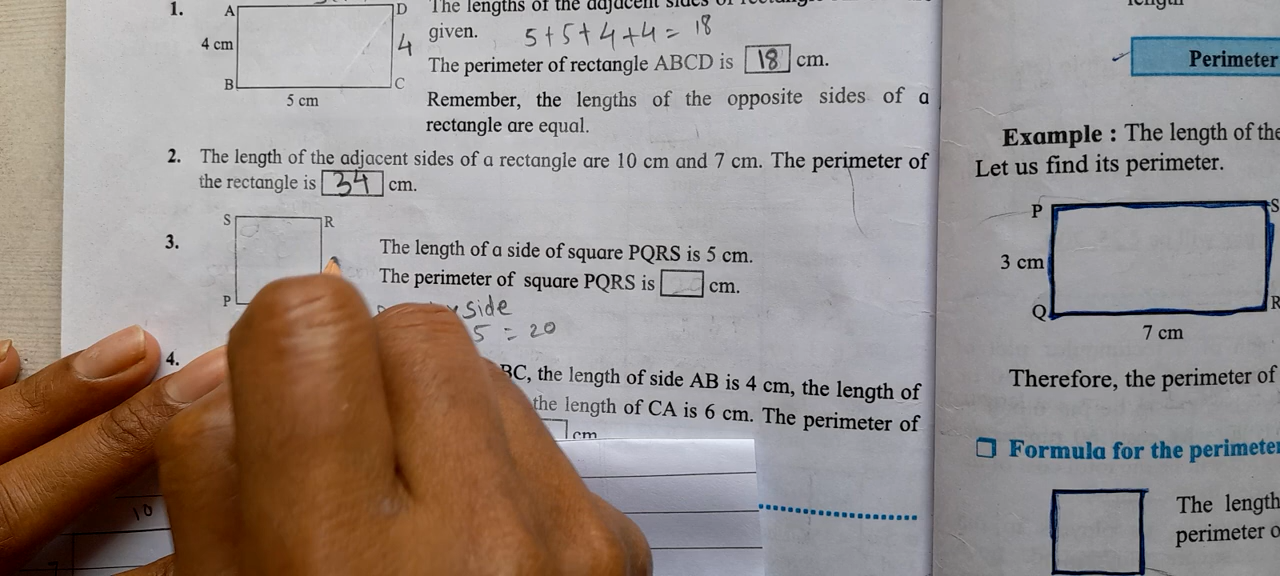 1.
A
D
4 cm
4
B
C
5 cm
The lengths of the adjacent sides of
given.
5+5+4+4= 18
The perimeter of rectangle ABCD is 18 cm.
Remember, the lengths of the opposite sides of a
rectangle are equal.
2. The length of the adjacent sides of a rectangle are 10 cm and 7 cm. The perimeter of
the rectangle is 34 cm.
3.
S
R
P
The length of a side of square PQRS is 5 cm.
The perimeter of square PQRS is cm.
side
5 = 20
4.
BC, the length of side AB is 4 cm, the length of
the length of CA is 6 cm. The perimeter of
cm
10
7
length
Perimeter
Example : The length of the
Let us find its perimeter.
P
S
3 cm
Q
R
7 cm
Therefore, the perimeter of
Formula for the perimeter
The length
perimeter o